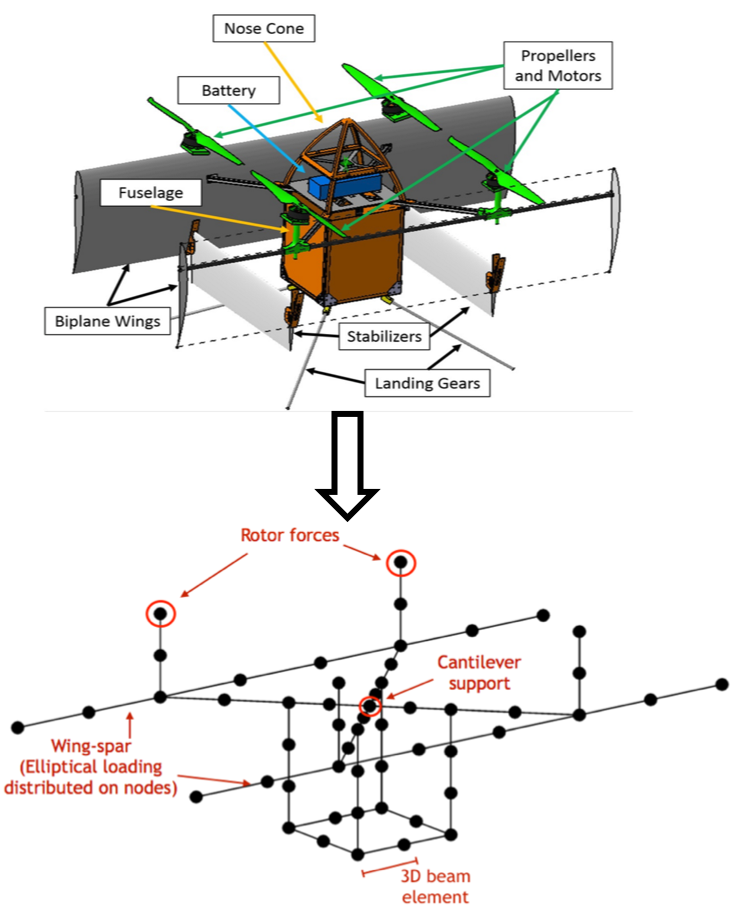 Nose Cone
Propellers
and Motors
Battery
Fuselage
Biplane Wings
Stabilizers
Landing Gears
Rotor forces
Cantilever
support
Wing-spar
(Elliptical loading
distributed on nodes)
3D beam
element